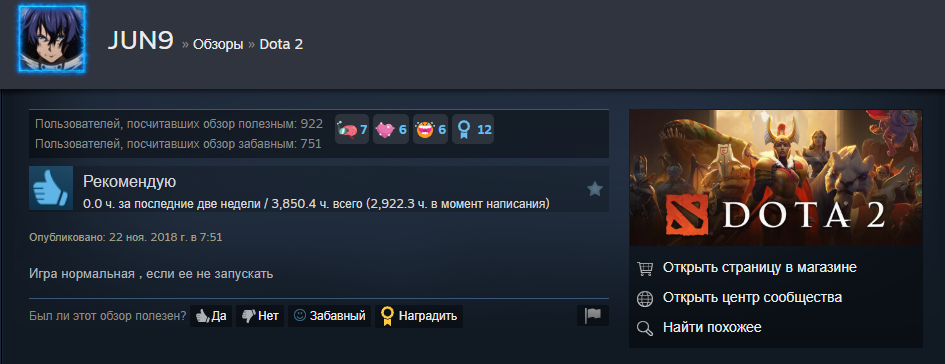 JUN9 » Обзоры » Dota 2
Пользователей, посчитавших обзор полезным: 922
Пользователей, посчитавших обзор забавным: 751
7 6 6 12
Рекомендую
0.0 ч. за последние две недели / 3,850.4 ч. всего (2,922.3 ч. в момент написания)
Опубликовано: 22 ноя. 2018 г. в 7:51
Игра нормальная , если ее не запускать
Был ли этот обзор полезен? Да Нет Забавный Наградить
DOTA 2
Открыть страницу в магазине
Открыть центр сообщества
Найти похожее